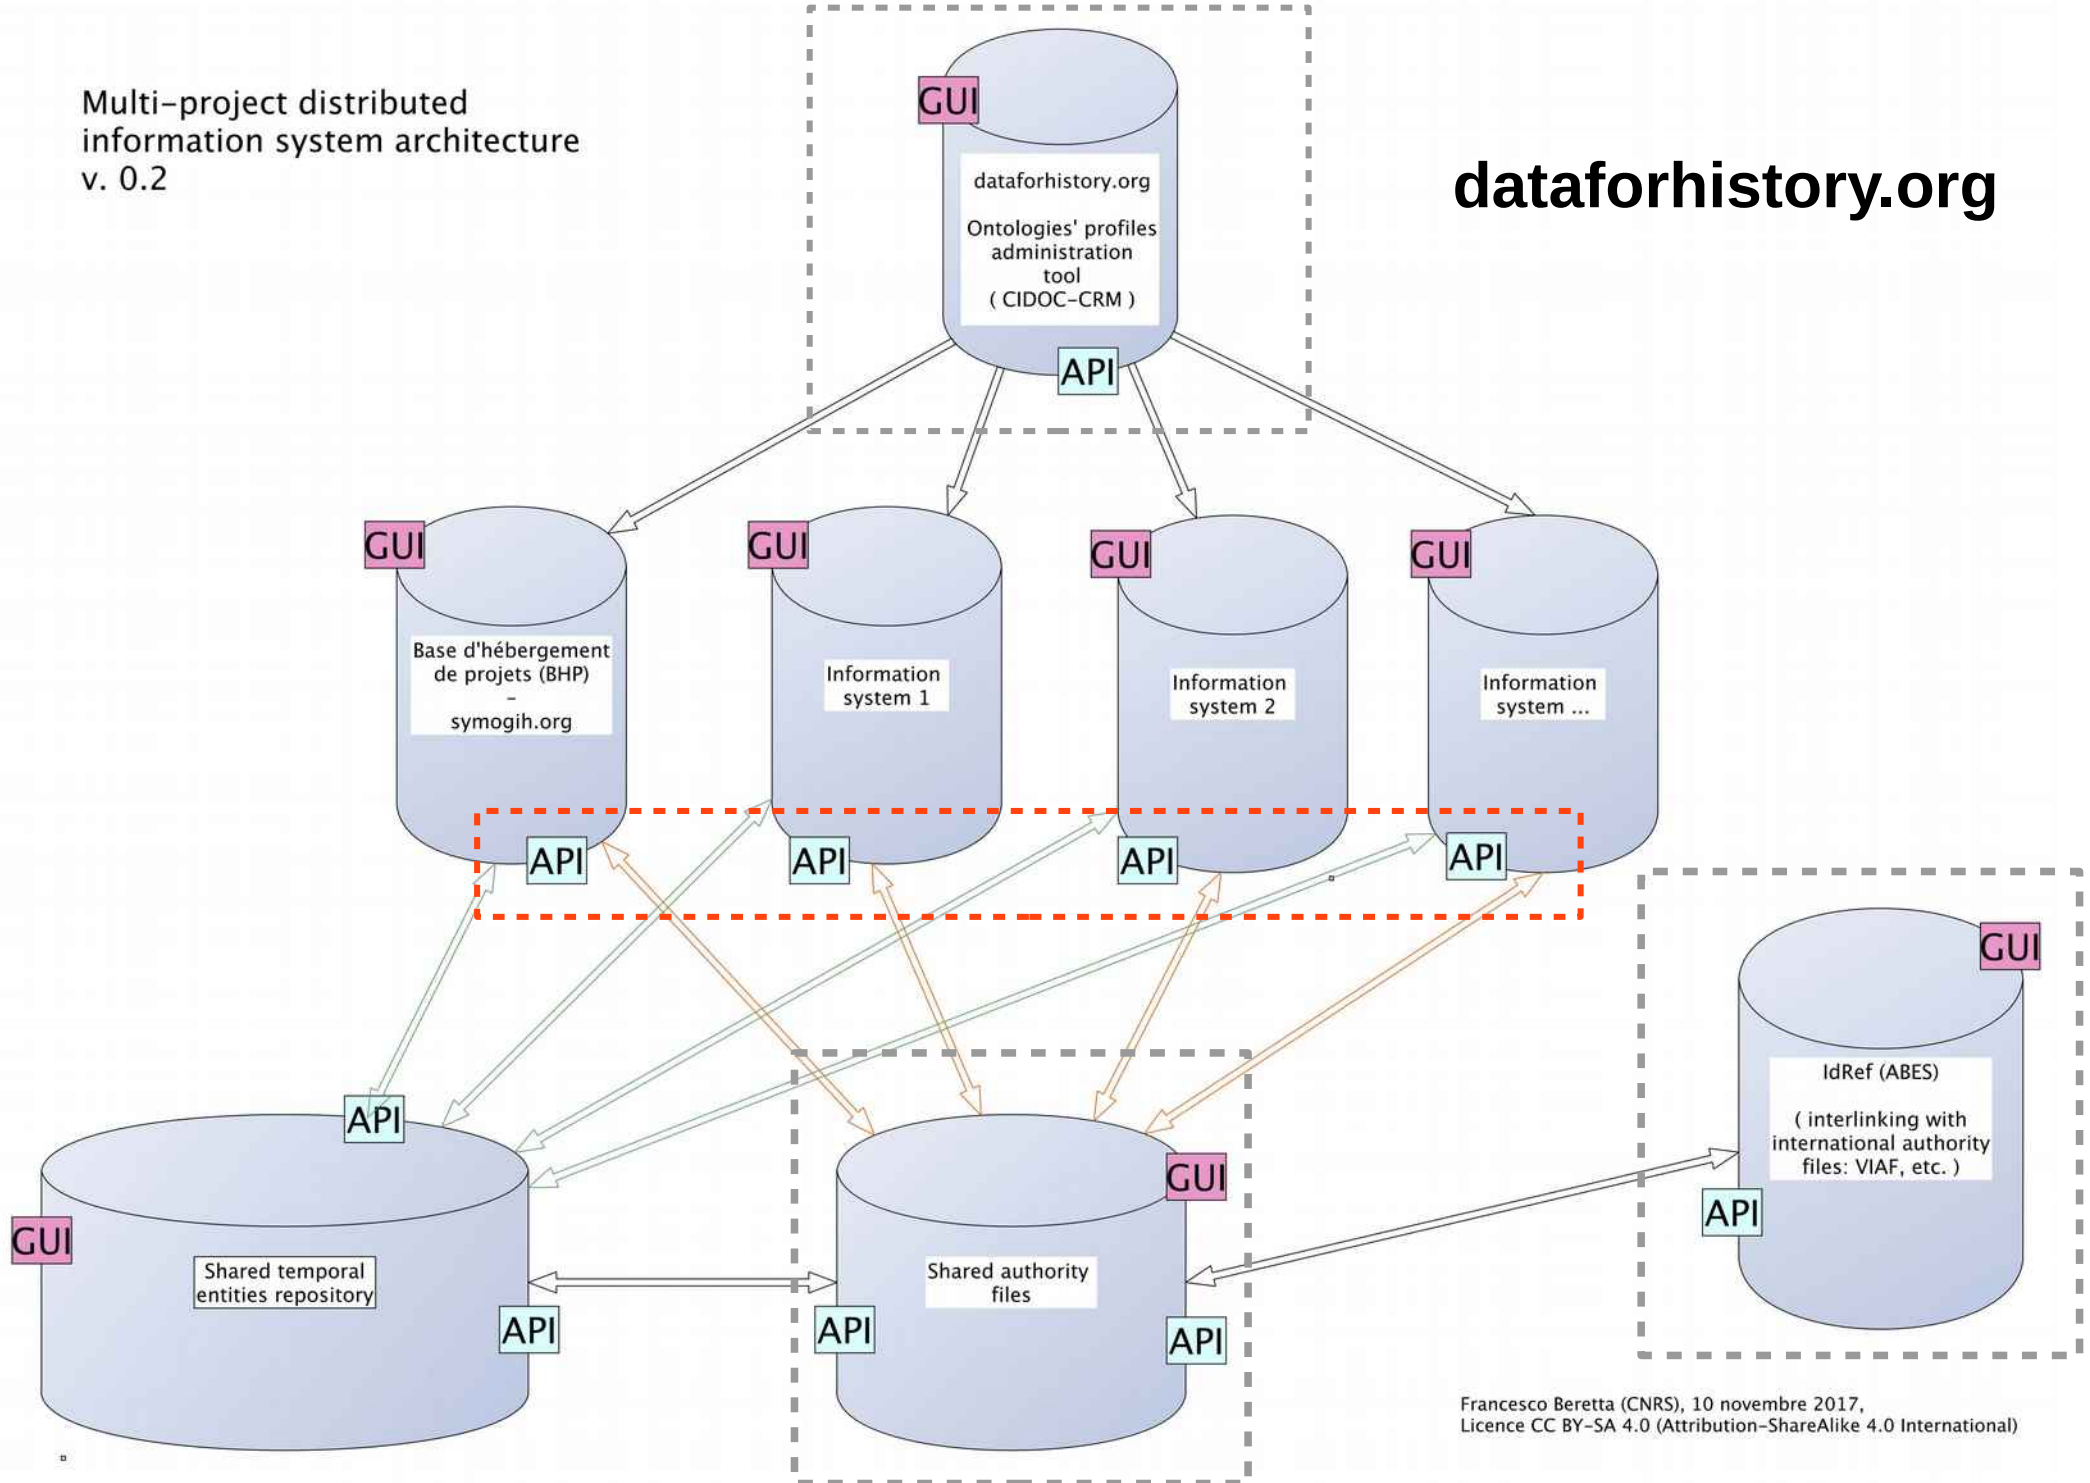 Multi-project distributed
information system architecture
v. 0.2
dataforhistory.org
GUI
dataforhistory.org
Ontologies' profiles
administration
tool
( CIDOC-CRM )
API
GUI
Base d'hébergement
de projets (BHP)
-
symogih.org
API
GUI
Information
system 1
API
GUI
Information
system 2
API
GUI
Information
system ...
API
GUI
IdRef (ABES)
( interlinking with
international authority
files: VIAF, etc. )
API
API
GUI
Shared temporal
entities repository
API
GUI
Shared authority
files
API
API
Francesco Beretta (CNRS), 10 novembre 2017,
Licence CC BY-SA 4.0 (Attribution-ShareAlike 4.0 International)